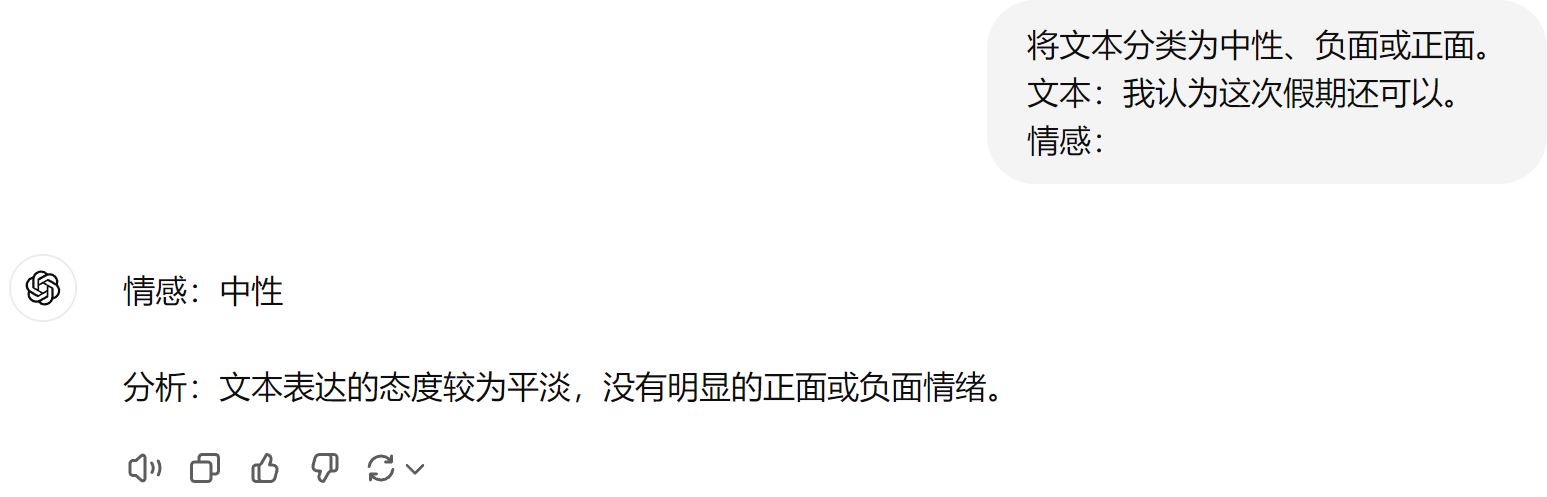 将文本分类为中性、负面或正面。
文本：我认为这次假期还可以。
情感：
情感：中性
分析：文本表达的态度较为平淡，没有明显的正面或负面情绪。